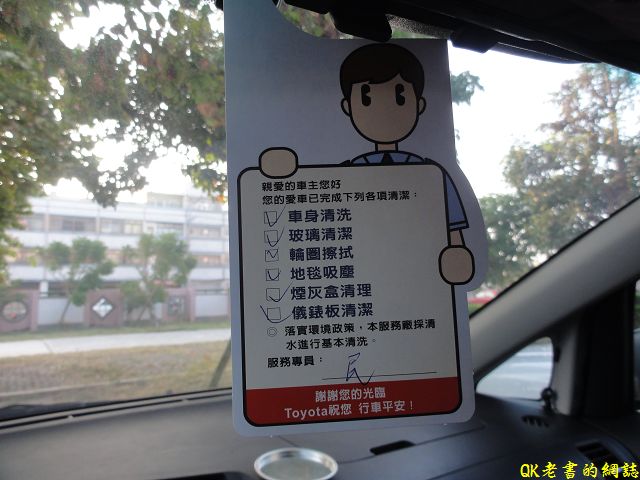 親愛的車主您好
您的愛車已完成下列各項清潔：
車身清洗
玻璃清潔
輪圈擦拭
地毯吸塵
煙灰盒清理
儀錶板清潔
◎ 落實環境政策，本服務廠採清
水進行基本清洗。
服務專員：
謝謝您的光臨
Toyota祝您 行車平安！
QK老書的網誌